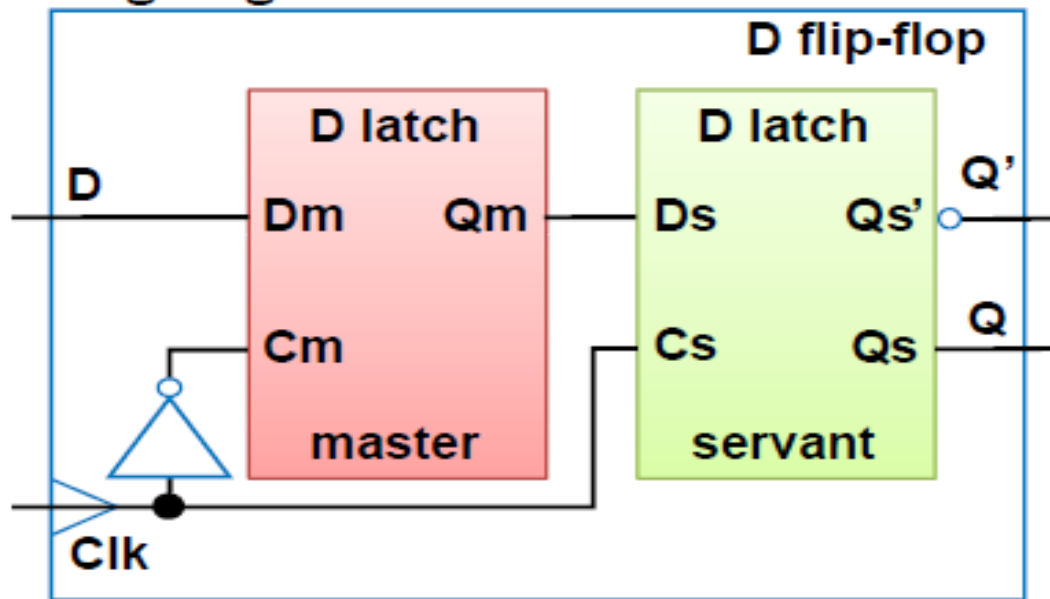 D flip-flop
D latch
D latch
D
Dm
Qm
Ds
Qs’
Q’
Cm
Cs
Qs
Q
master
servant
Clk